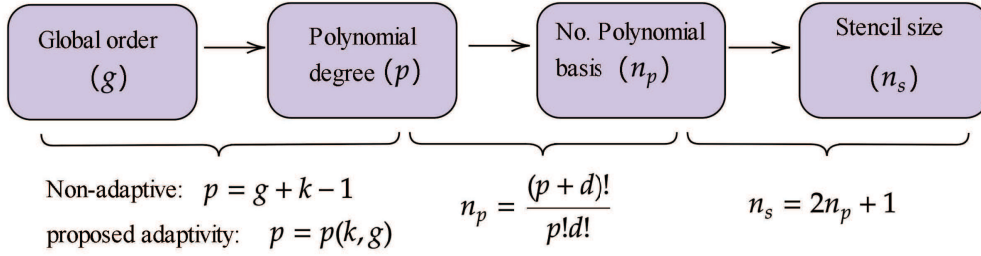 Global order
(g)
Polynomial
degree (p)
No. Polynomial
basis (n_p)
Stencil size
(n_s)
Non-adaptive: p = g + k − 1
proposed adaptivity: p = p(k, g)
n_p = (p + d)! / p!d!
n_s = 2n_p + 1